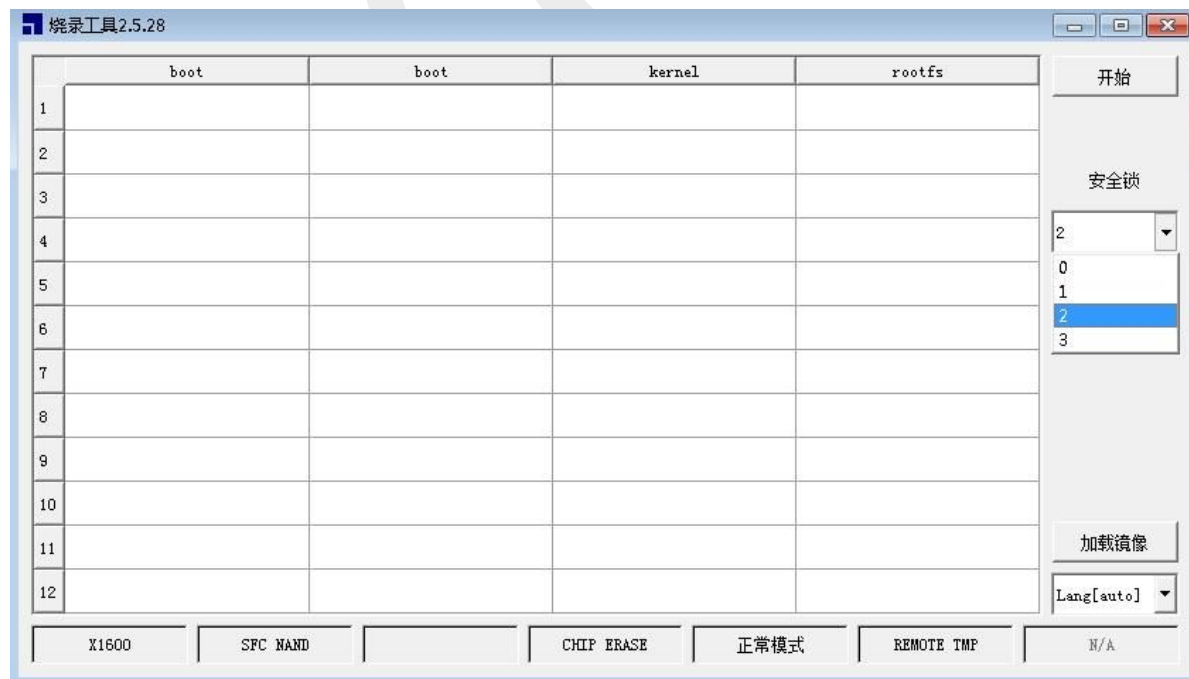 烧录工具2.5.28
boot boot kernel rootfs
开始
1
2
3
4
5
6
7
8
9
10
11
12
安全锁
2
0
1
2
3
加载镜像
Lang[auto]
X1600 SFC NAND CHIP ERASE 正常模式 REMOTE TMP N/A